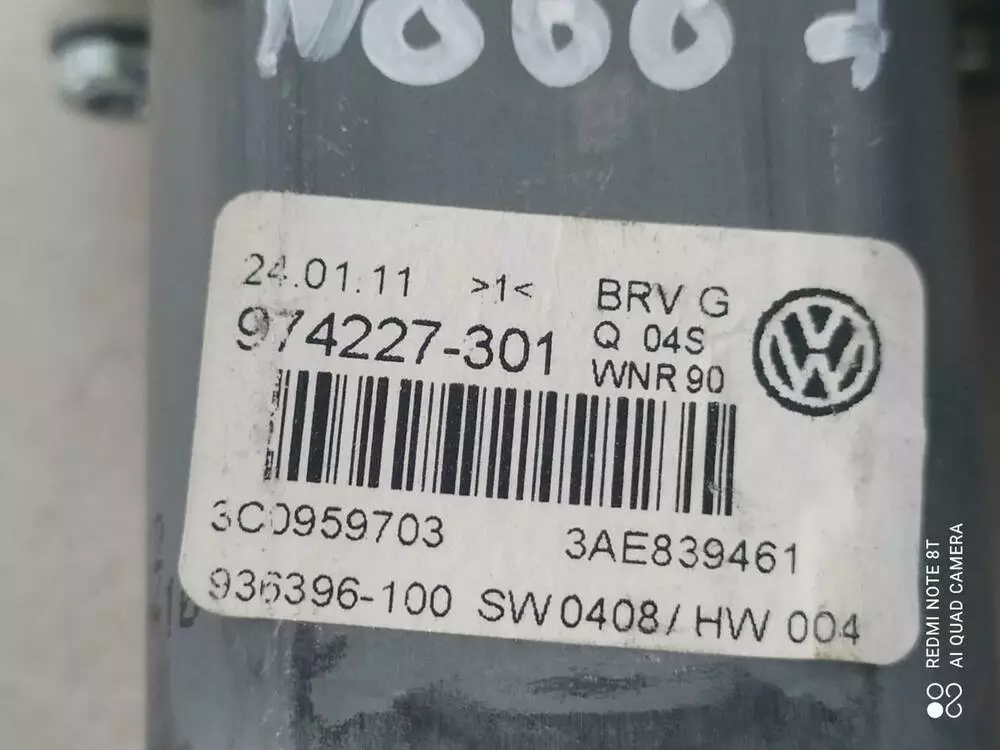 24.01.11 >1< BRV G
974227-301 Q 04S
WNR 90
3C0959703 3AE839461
936396-100 SW 0408/ HW 004
REDMI NOTE 8T
AI QUAD CAMERA